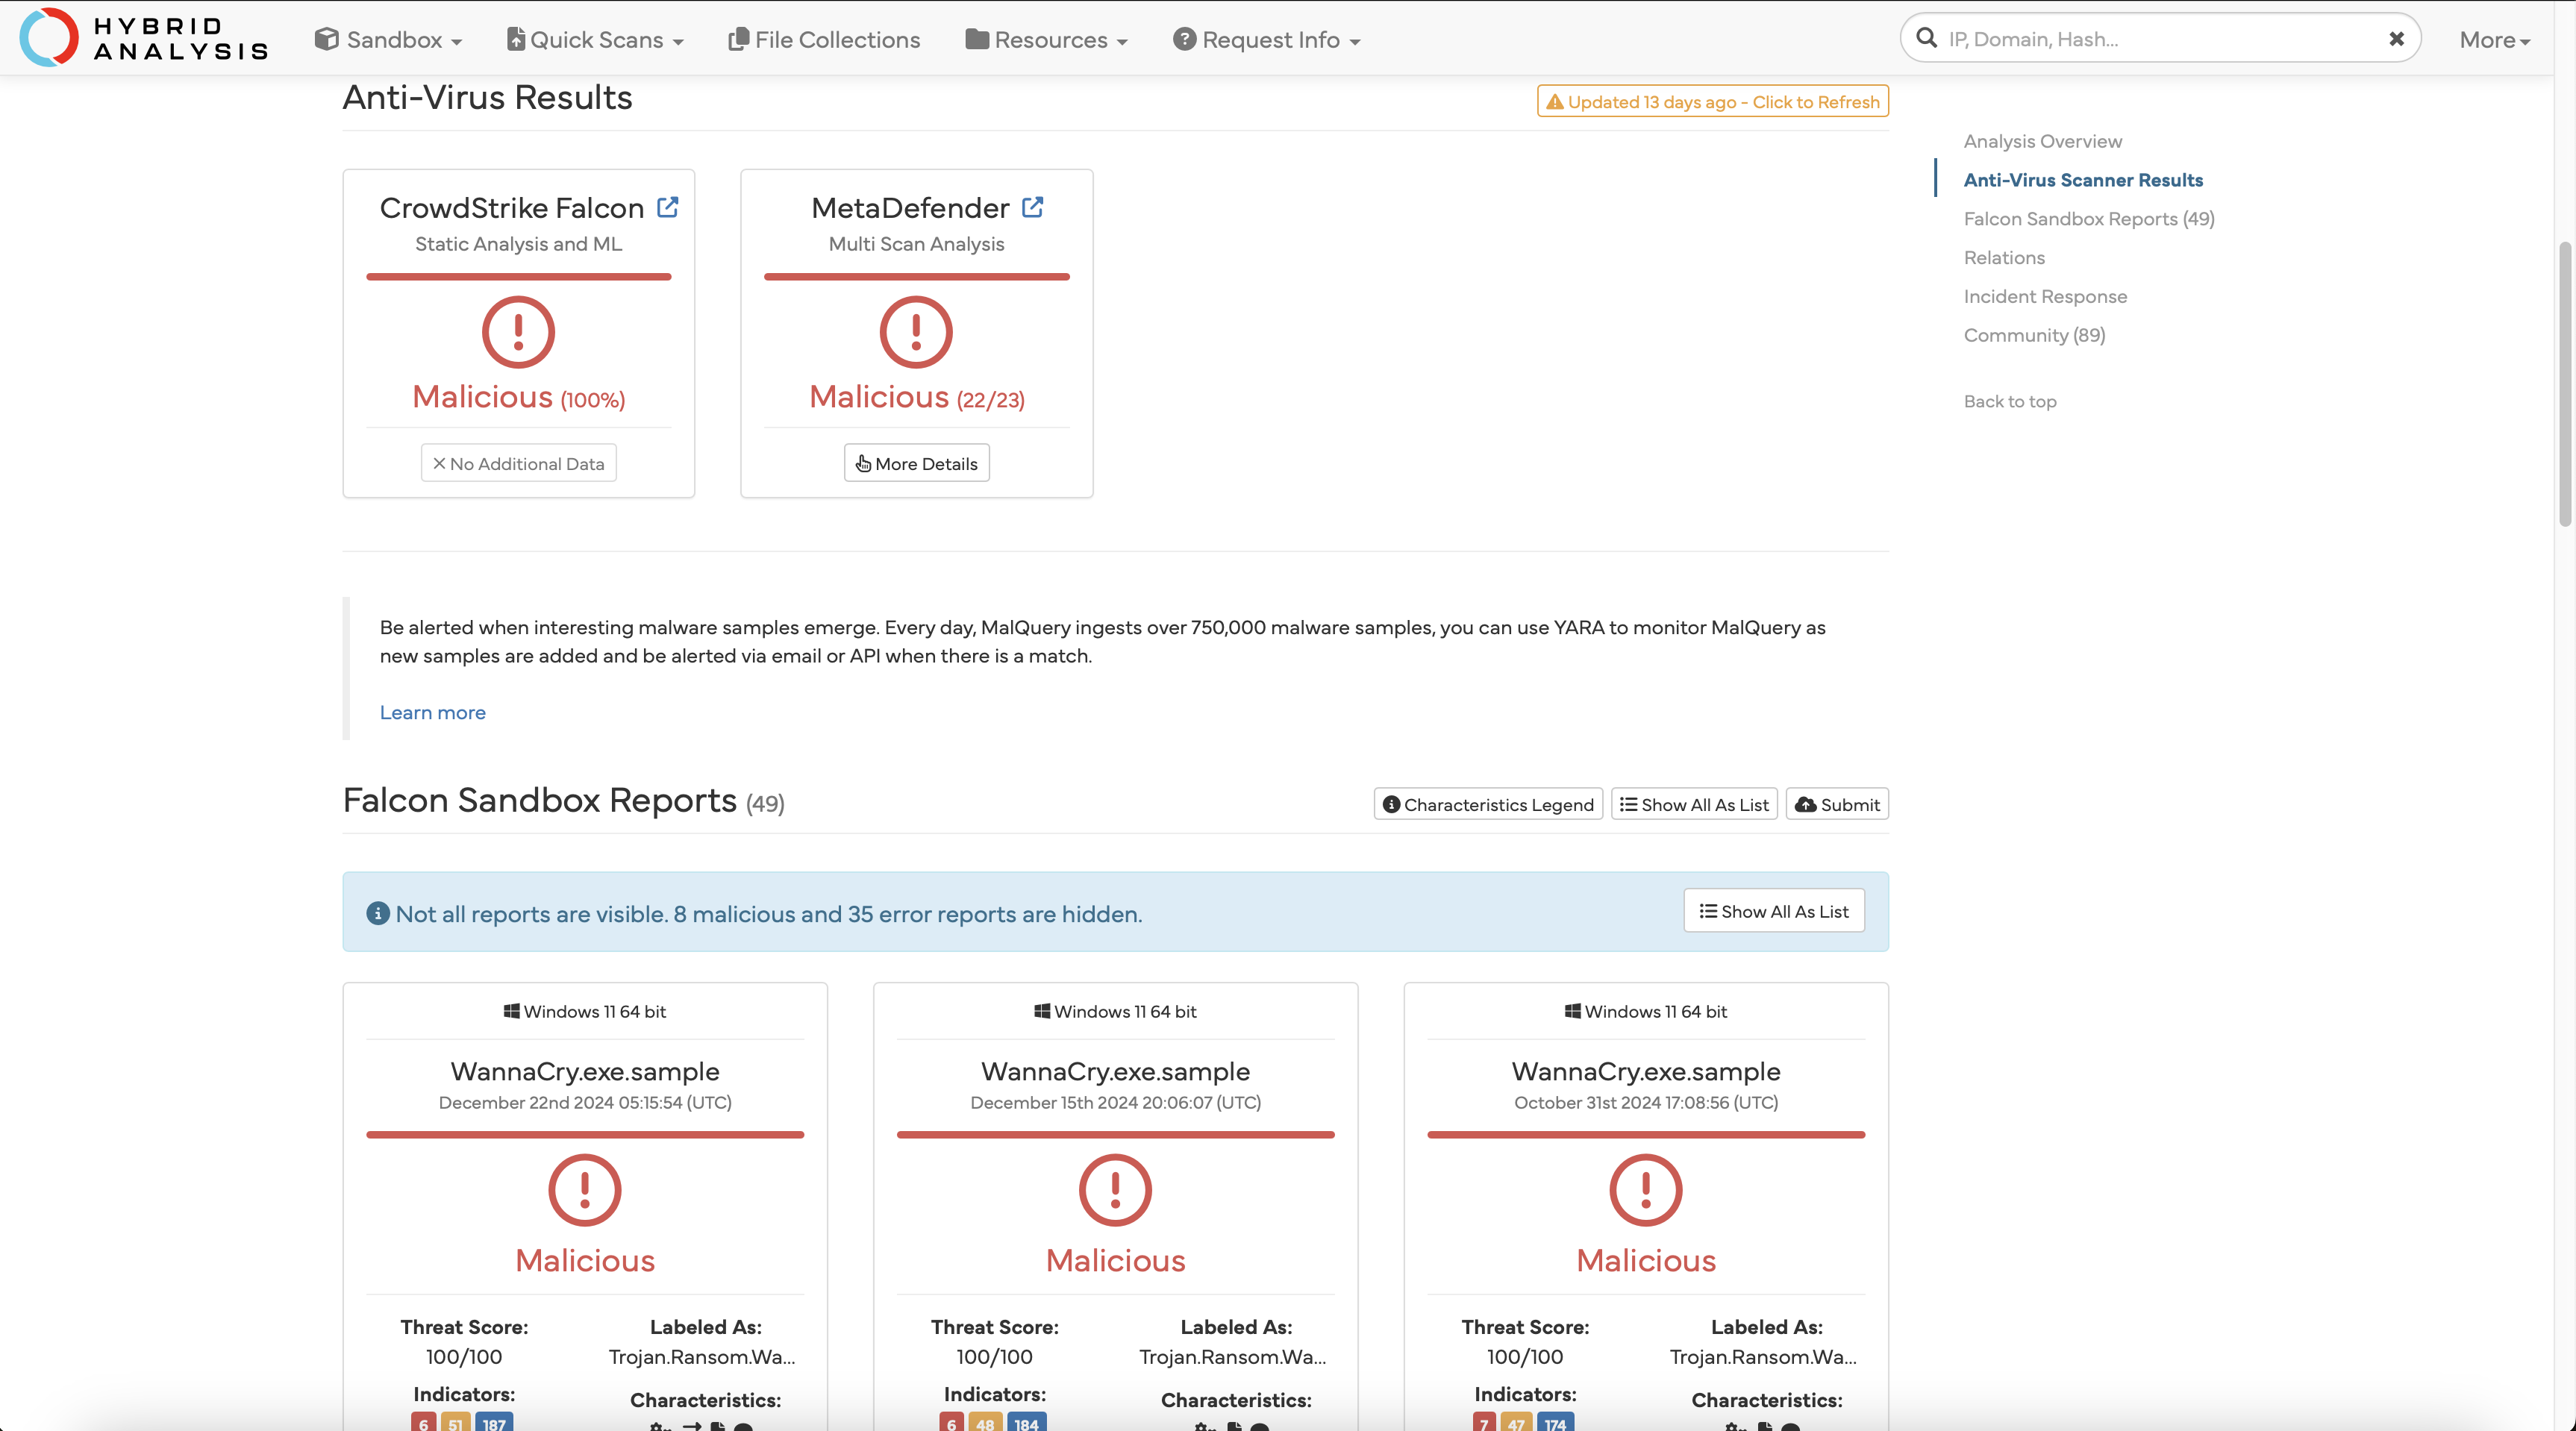 HYBRID
ANALYSIS
Sandbox
Quick Scans
File Collections
Resources
Request Info
IP, Domain, Hash...
More
Anti-Virus Results
Updated 13 days ago - Click to Refresh
CrowdStrike Falcon
Static Analysis and ML
Malicious (100%)
No Additional Data
MetaDefender
Multi Scan Analysis
Malicious (22/23)
More Details
Analysis Overview
Anti-Virus Scanner Results
Falcon Sandbox Reports (49)
Relations
Incident Response
Community (89)
Back to top
Be alerted when interesting malware samples emerge. Every day, MalQuery ingests over 750,000 malware samples, you can use YARA to monitor MalQuery as
new samples are added and be alerted via email or API when there is a match.
Learn more
Falcon Sandbox Reports (49)
Characteristics Legend
Show All As List
Submit
Not all reports are visible. 8 malicious and 35 error reports are hidden.
Show All As List
Windows 11 64 bit
WannaCry.exe.sample
December 22nd 2024 05:15:54 (UTC)
Malicious
Threat Score:
100/100
Labeled As:
Trojan.Ransom.Wa...
Indicators:
6 51 187
Characteristics:
Windows 11 64 bit
WannaCry.exe.sample
December 15th 2024 20:06:07 (UTC)
Malicious
Threat Score:
100/100
Labeled As:
Trojan.Ransom.Wa...
Indicators:
6 48 184
Characteristics:
Windows 11 64 bit
WannaCry.exe.sample
October 31st 2024 17:08:56 (UTC)
Malicious
Threat Score:
100/100
Labeled As:
Trojan.Ransom.Wa...
Indicators:
7 47 174
Characteristics: